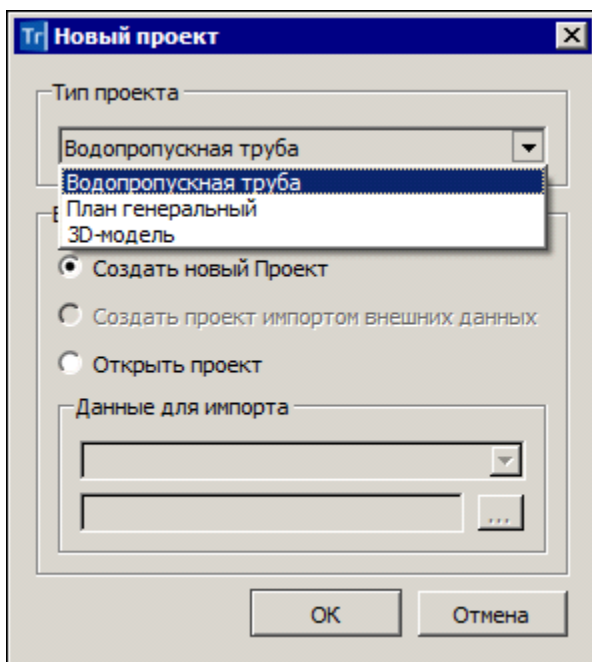 Tr Новый проект
Тип проекта
Водопропускная труба
Водопропускная труба
План генеральный
3D-модель
Создать новый Проект
Создать проект импортом внешних данных
Открыть проект
Данные для импорта
...
ОК
Отмена